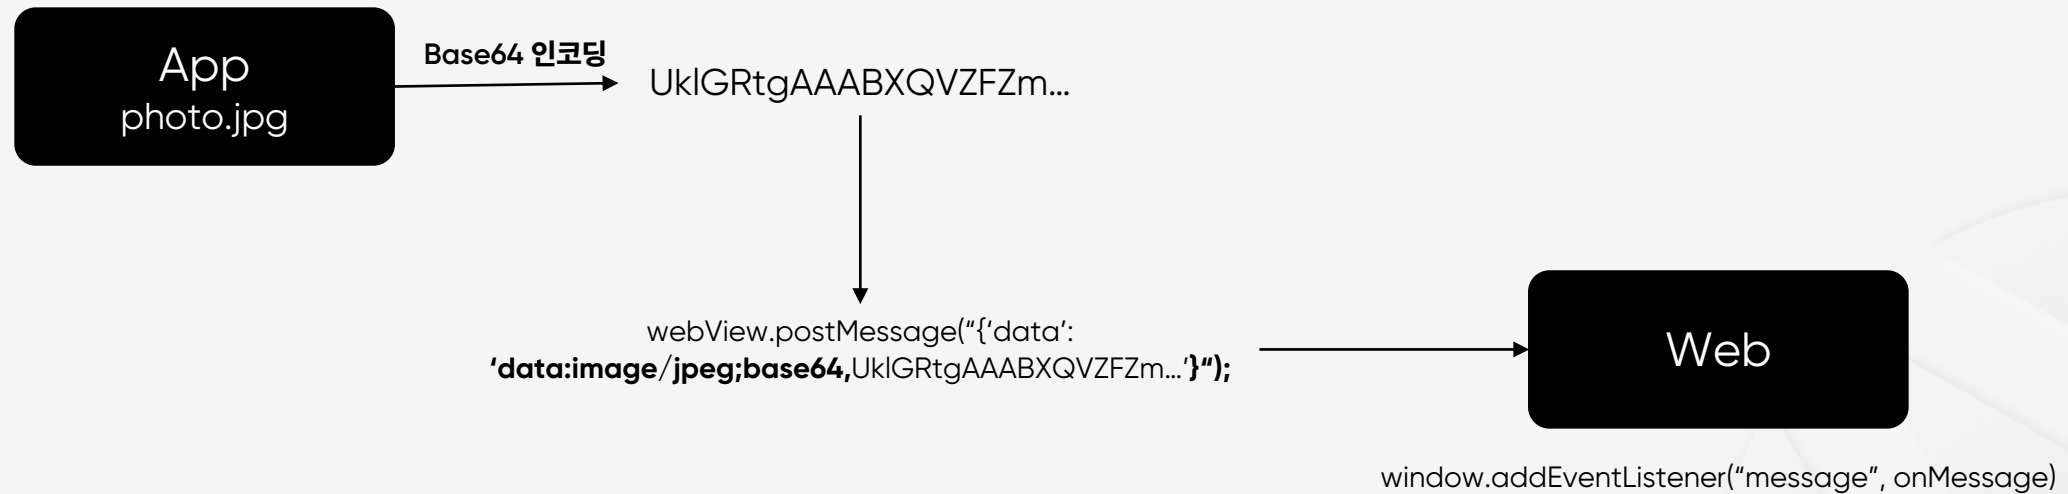 App
photo.jpg
Base64 인코딩
UklGRtgAAABXQVZFZm…
webView.postMessage(“{‘data’:
‘data:image/jpeg;base64,UklGRtgAAABXQVZFZm…’}“);
Web
window.addEventListener(“message”, onMessage)